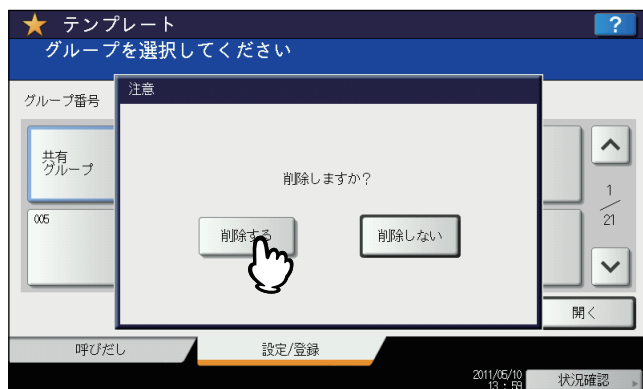 テンプレート
?
グループを選択してください
グループ番号
注意
共有
グループ
削除しますか?
1
21
005
削除する
削除しない
開く
呼びだし
設定/登録
2011/05/10
13:59
状況確認